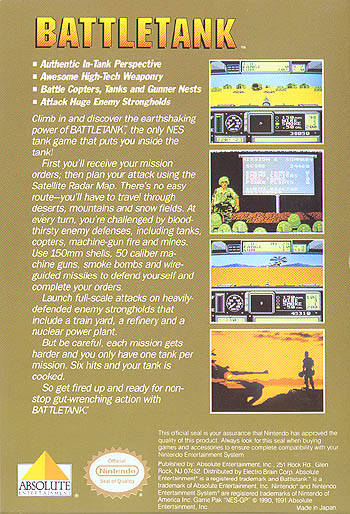 BATTLETANK™
Authentic In-Tank Perspective
Awesome High-Tech Weaponry
Battle Copters, Tanks and Gunner Nests
Attack Huge Enemy Strongholds
Climb in and discover the earthshaking
power of BATTLETANK,™ the only NES
tank game that puts you inside the
tank!
First you'll receive your mission
orders; then plan your attack using the
Satellite Radar Map. There's no easy
route–you'll have to travel through
deserts, mountains and snow fields. At
every turn, you're challenged by blood-
thirsty enemy defenses, including tanks,
copters, machine-gun fire and mines.
Use 150mm shells, 50 caliber ma-
chine guns, smoke bombs and wire-
guided missiles to defend yourself and
complete your orders.
Launch full-scale attacks on heavily-
defended enemy strongholds that
include a train yard, a refinery and a
nuclear power plant.
But be careful, each mission gets
harder and you only have one tank per
mission. Six hits and your tank is
cooked.
So get fired up and ready for non-
stop gut-wrenching action with
BATTLETANK.™
ABSOLUTE
ENTERTAINMENT
Official
Nintendo
Seal of Quality
This official seal is your assurance that Nintendo has approved the
quality of this product. Always look for this seal when buying
games and accessories to ensure complete compatibility with your
Nintendo Entertainment System.
Published by: Absolute Entertainment, Inc., 251 Rock Rd., Glen
Rock, NJ 07452. Distributed by Electro Brain Corp. Absolute
Entertainment® is a registered trademark and Battletank™ is a
trademark of Absolute Entertainment, Inc. Nintendo® and Nintendo
Entertainment System® are registered trademarks of Nintendo of
America Inc. Game Pak "NES-GP" © 1990, 1991 Absolute
Entertainment, Inc.
Made in Japan